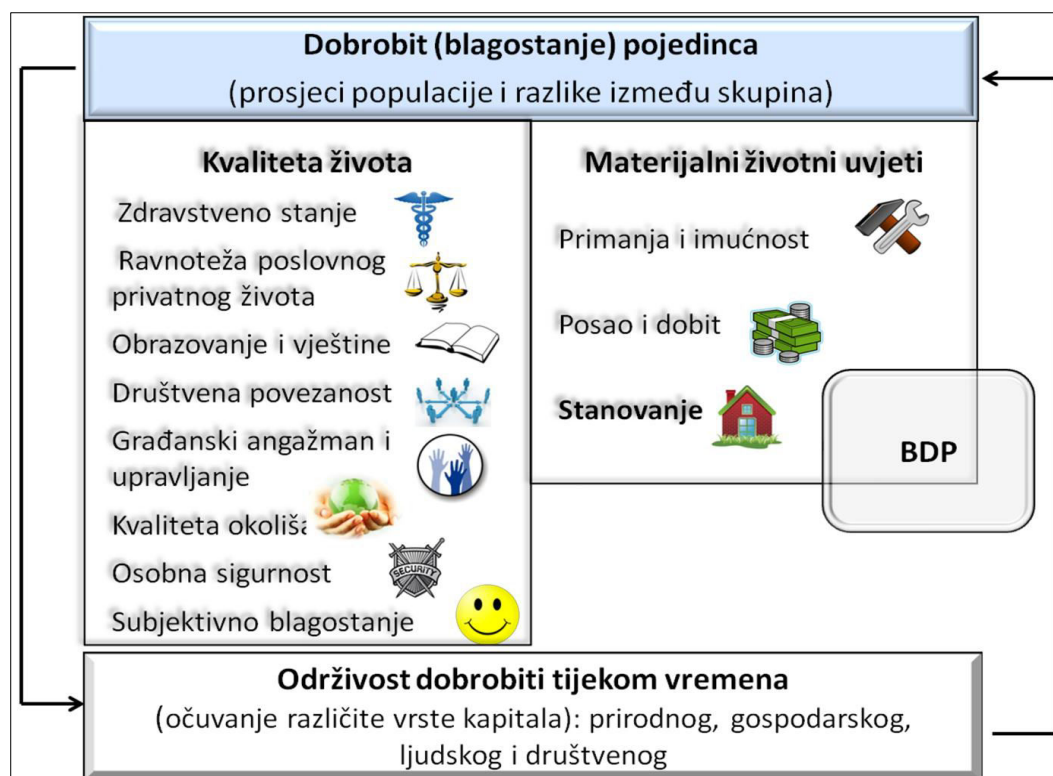 Dobrobit (blagostanje) pojedinca
(prosjeci populacije i razlike između skupina)
Kvaliteta života
Zdravstveno stanje
Ravnoteža poslovnog
privatnog života
Obrazovanje i vještine
Društvena povezanost
Građanski angažman i
upravljanje
Kvaliteta okoliša
Osobna sigurnost
SECURITY
Subjektivno blagostanje
Materijalni životni uvjeti
Primanja i imućnost
Posao i dobit
Stanovanje
BDP
Održivost dobrobiti tijekom vremena
(očuvanje različite vrste kapitala): prirodnog, gospodarskog,
ljudskog i društvenog